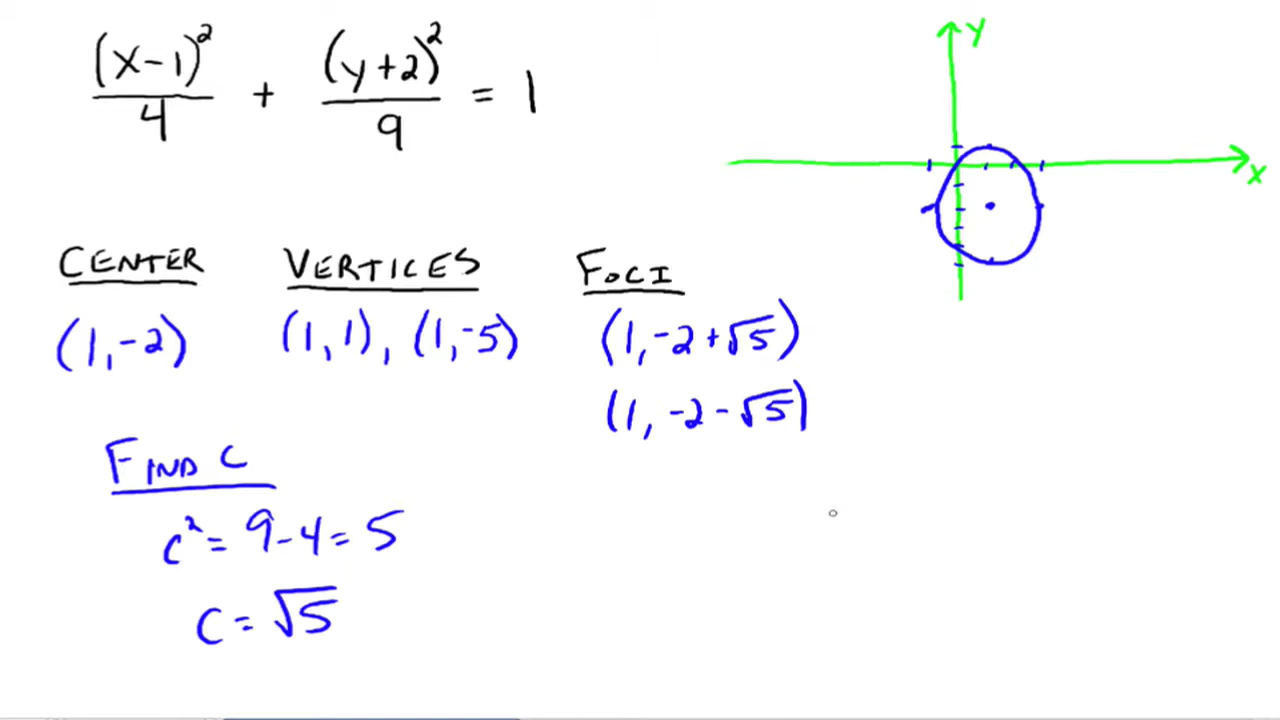 (x-1)²/4 + (y+2)²/9 = 1
y
x
CENTER
(1,-2)
VERTICES
(1,1), (1,-5)
FOCI
(1,-2+√5)
(1,-2-√5)
FIND C
c² = 9-4 = 5
c = √5